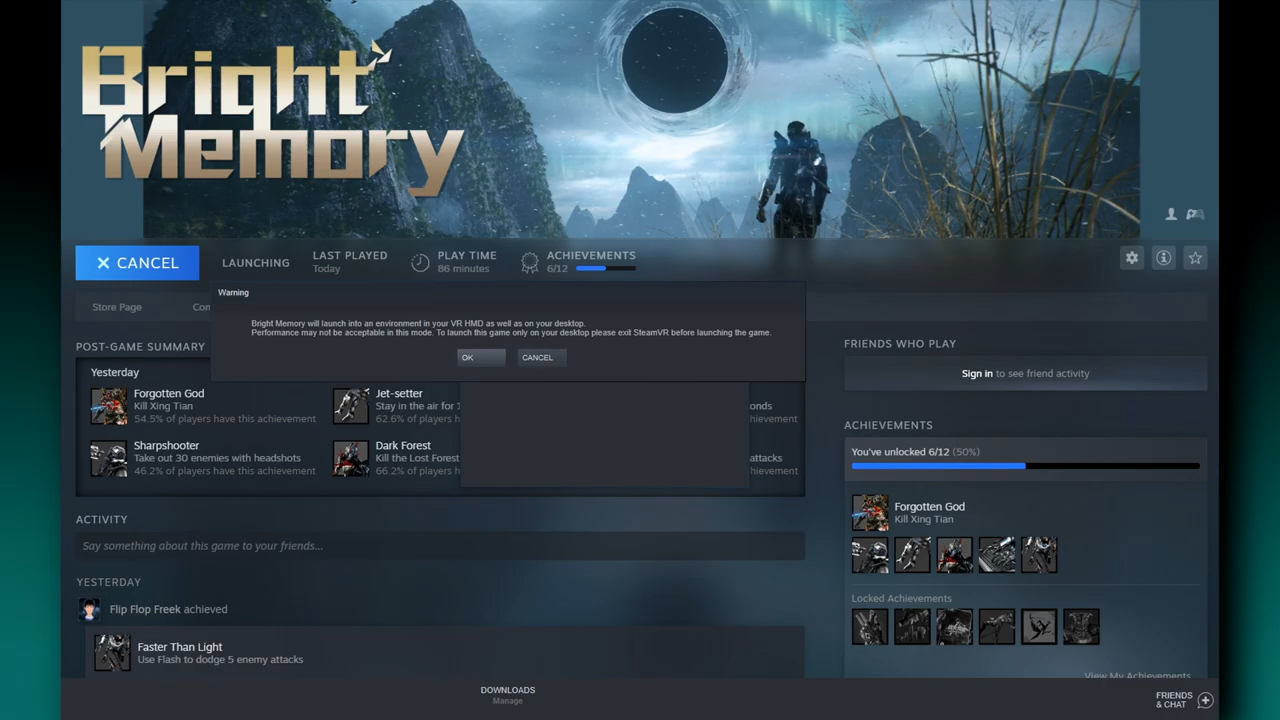 Bright
Memory
CANCEL
LAUNCHING
LAST PLAYED
Today
PLAY TIME
86 minutes
ACHIEVEMENTS
6/12
Warning
Bright Memory will launch into an environment in your VR HMD as well as on your desktop.
Performance may not be acceptable in this mode. To launch this game only on your desktop please exit SteamVR before launching the game.
OK
CANCEL
Store Page
Con
POST-GAME SUMMARY
Yesterday
Forgotten God
Kill Xing Tian
54.5% of players have this achievement
Jet-setter
Stay in the air for 1
62.6% of players h
onds
hievement
Sharpshooter
Take out 30 enemies with headshots
46.2% of players have this achievement
Dark Forest
Kill the Lost Forest
66.2% of players h
attacks
hievement
ACTIVITY
Say something about this game to your friends...
YESTERDAY
Flip Flop Freek achieved
Faster Than Light
Use Flash to dodge 5 enemy attacks
FRIENDS WHO PLAY
Sign in to see friend activity
ACHIEVEMENTS
You've unlocked 6/12 (50%)
Forgotten God
Kill Xing Tian
Locked Achievements
View My Achievements
DOWNLOADS
Manage
FRIENDS
& CHAT